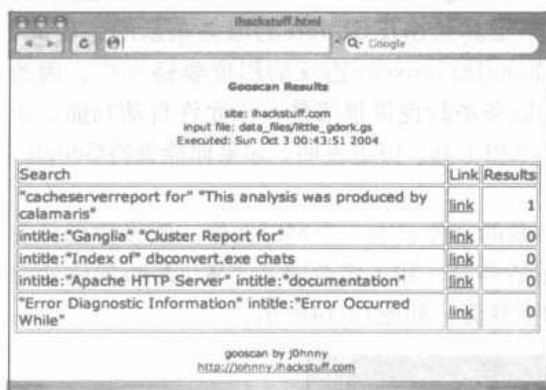 ihackstuff.html
Google
Gooscan Results
site: ihackstuff.com
input file: data_files/little_gdork.gs
Executed: Sun Oct 3 00:43:51 2004
Search Link Results
"cacheserverreport for" "This analysis was produced by
calamaris" link 1
intitle:"Ganglia" "Cluster Report for" link 0
intitle:"Index of" dbconvert.exe chats link 0
intitle:"Apache HTTP Server" intitle:"documentation" link 0
"Error Diagnostic Information" intitle:"Error Occurred
While" link 0
gooscan by j0hnny
http://johnny.ihackstuff.com